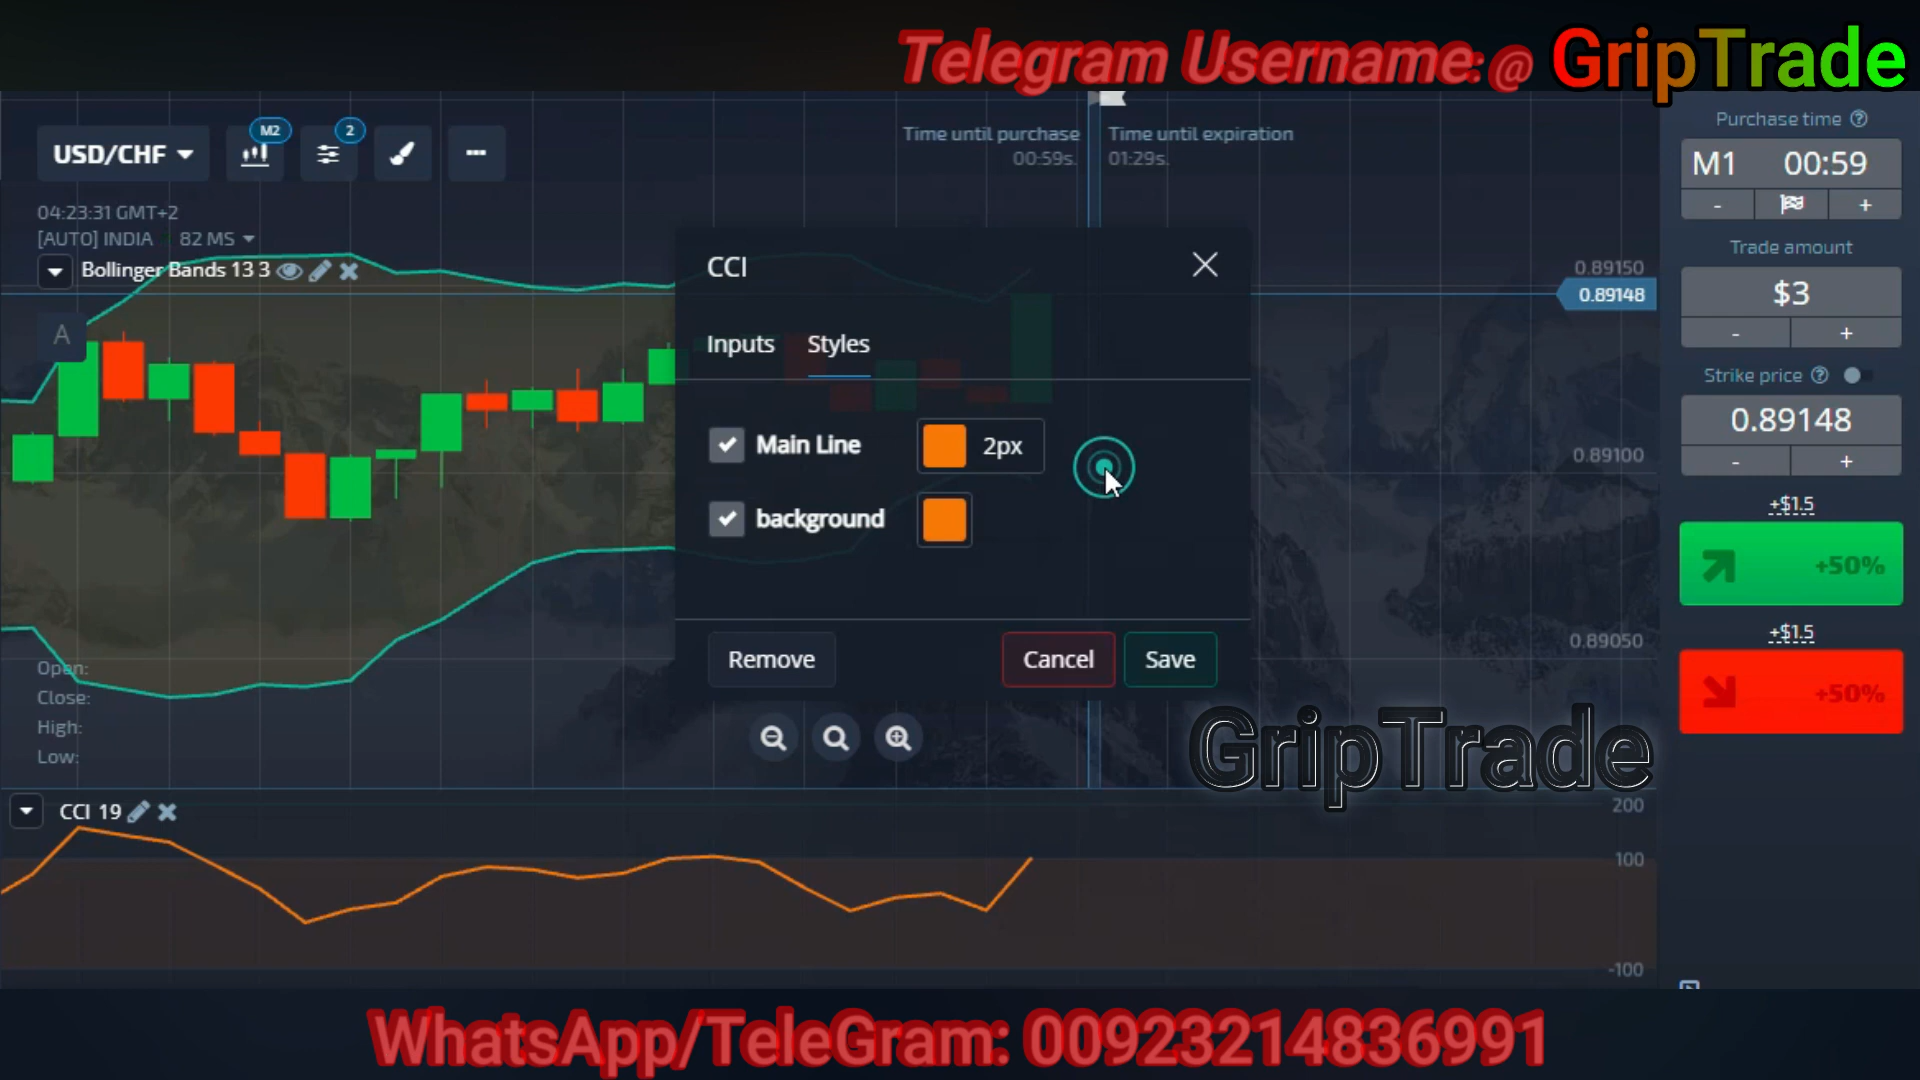 Telegram Username:@ GripTrade
Purchase time ?
M2
2
USD/CHF
Time until purchase
00:59s.
Time until expiration
01:29s.
M1 00:59
- +
04:23:31 GMT+2
[AUTO] INDIA 82 MS
Bollinger Bands 13 3
A
Trade amount
$3
- +
0.89150
0.89148
CCI
Inputs Styles
Strike price ?
0.89148
- +
Main Line 2px
background
0.89100
+$1.5
+50%
+$1.5
+50%
0.89050
Remove Cancel Save
Open:
Close:
High:
Low:
GripTrade
CCI 19
200
100
-100
WhatsApp/TeleGram: 00923214836991